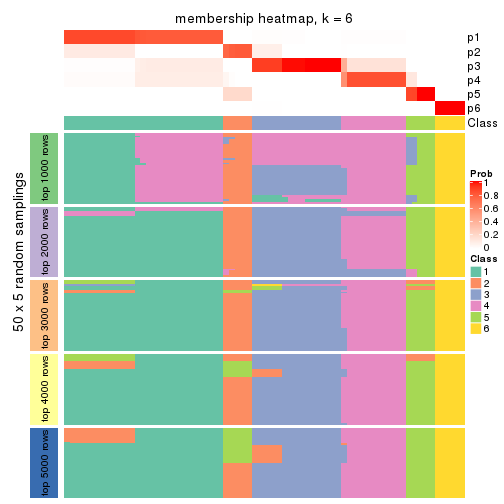 membership heatmap, k = 6
p1
p2
p3
p4
p5
p6
Class
50 x 5 random samplings
top 1000 rows
top 2000 rows
top 3000 rows
top 4000 rows
top 5000 rows
Prob
1
0.8
0.6
0.4
0.2
0
Class
1
2
3
4
5
6